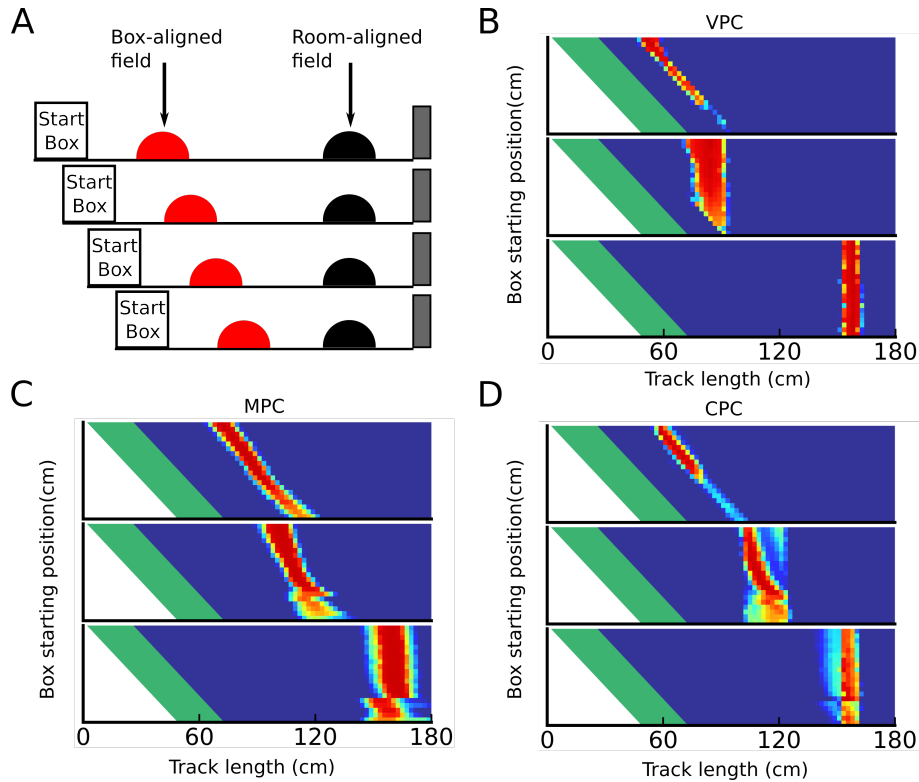 A
Box-aligned
field
Room-aligned
field
Start
Box
Start
Box
Start
Box
Start
Box
B
VPC
Box starting position(cm)
0
60
120
180
Track length (cm)
C
MPC
Box starting position(cm)
0
60
120
180
Track length (cm)
D
CPC
Box starting position(cm)
0
60
120
180
Track length (cm)